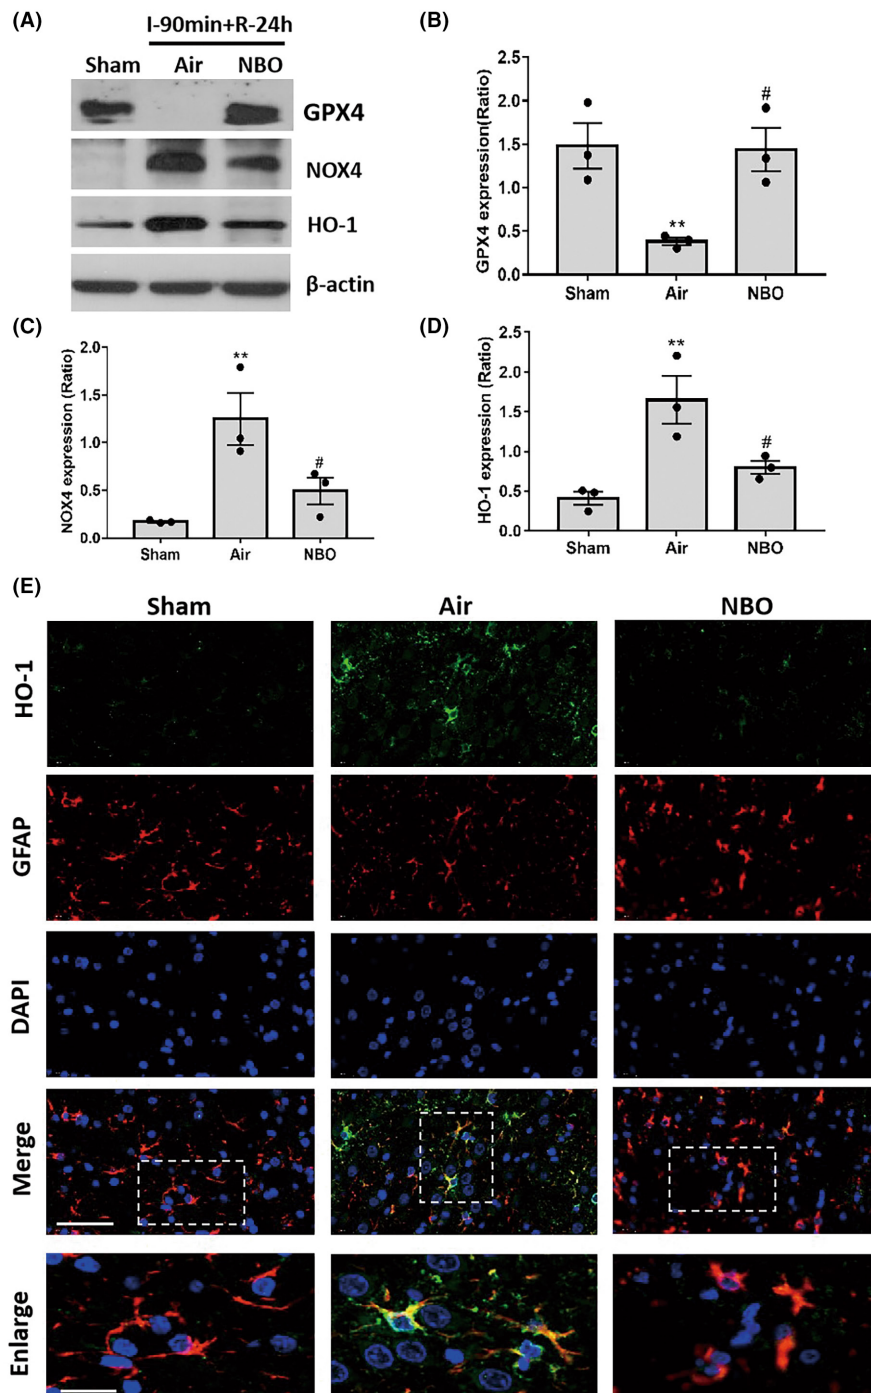 (A)
I-90min+R-24h
Sham Air NBO
GPX4
NOX4
HO-1
β-actin
(B)
GPX4 expression(Ratio)
2.5
2.0
1.5
1.0
0.5
0.0
#
**
Sham Air NBO
(C)
NOX4 expression (Ratio)
2.0
1.5
1.0
0.5
0.0
**
#
Sham Air NBO
(D)
HO-1 expression (Ratio)
2.5
2.0
1.5
1.0
0.5
0.0
**
#
Sham Air NBO
(E)
Sham Air NBO
HO-1
GFAP
DAPI
Merge
Enlarge